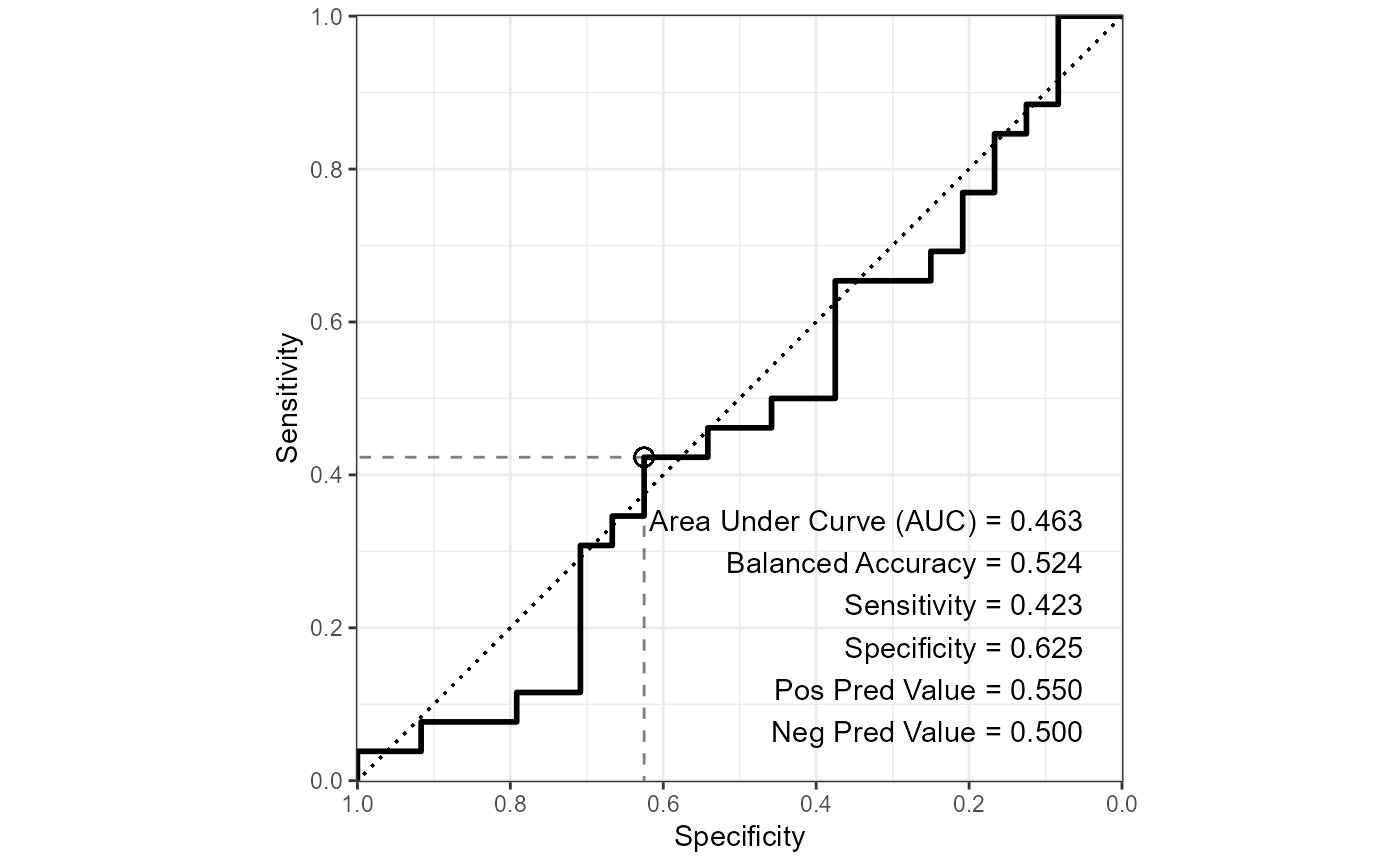 1.0
0.8
0.6
0.4
0.2
0.0
Sensitivity
Area Under Curve (AUC) = 0.463
Balanced Accuracy = 0.524
Sensitivity = 0.423
Specificity = 0.625
Pos Pred Value = 0.550
Neg Pred Value = 0.500
1.0 0.8 0.6 0.4 0.2 0.0
Specificity